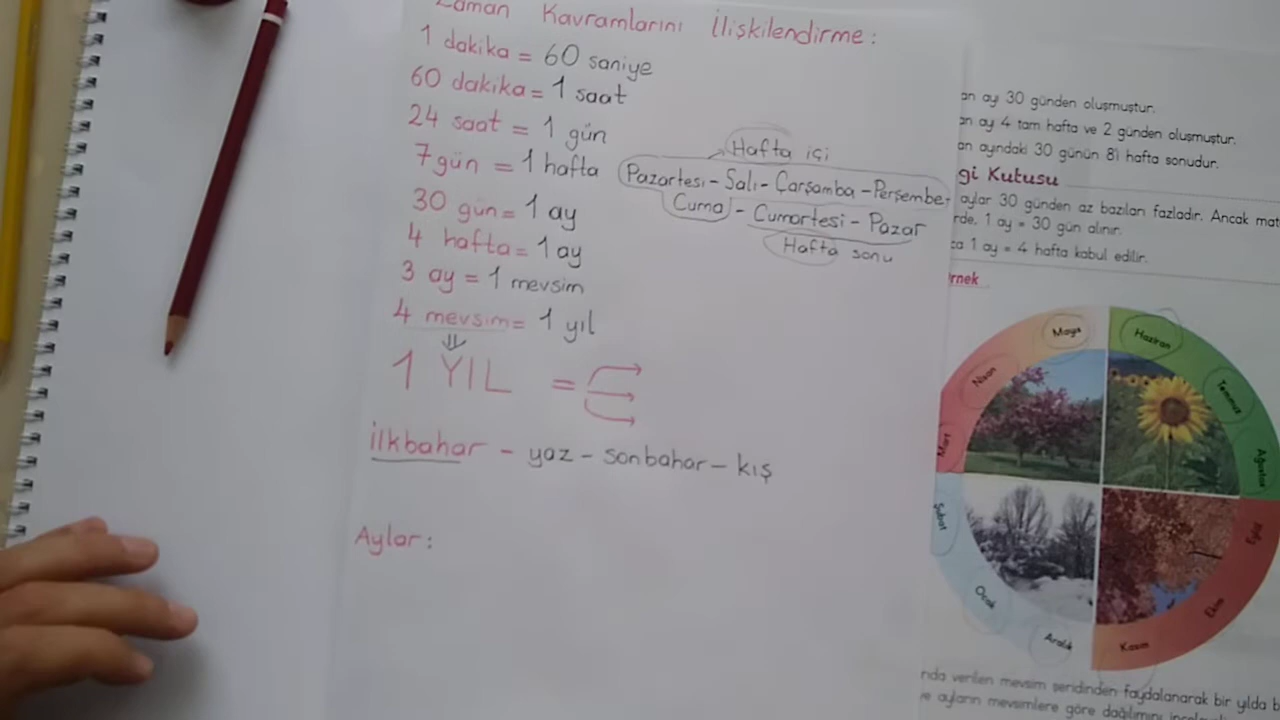 Zaman Kavramlarını İlişkilendirme:
1 dakika = 60 saniye
60 dakika = 1 saat
24 saat = 1 gün
7 gün = 1 hafta
30 gün = 1 ay
4 hafta = 1 ay
3 ay = 1 mevsim
4 mevsim = 1 yıl
1 YIL =
İlkbahar - yaz - sonbahar - kış
Aylar:
Hafta içi
Pazartesi - Salı - Çarşamba - Perşembe,
Cuma - Cumartesi - Pazar
Hafta sonu
an ayı 30 günden oluşmuştur.
an ay 4 tam hafta ve 2 günden oluşmuştur.
an ayındaki 30 günün 8'i hafta sonudur.
gi Kutusu
aylar 30 günden az bazıları fazladır. Ancak mat
rde, 1 ay = 30 gün alınır.
ca 1 ay = 4 hafta kabul edilir.
rnek
Mayıs
Haziran
Nisan
Temmuz
Mart
Ağustos
Şubat
Eylül
Ocak
Ekim
Aralık
Kasım
nda verilen mevsim şeridinden faydalanarak bir yılda b
ve ayların mevsimlere göre dağılımını